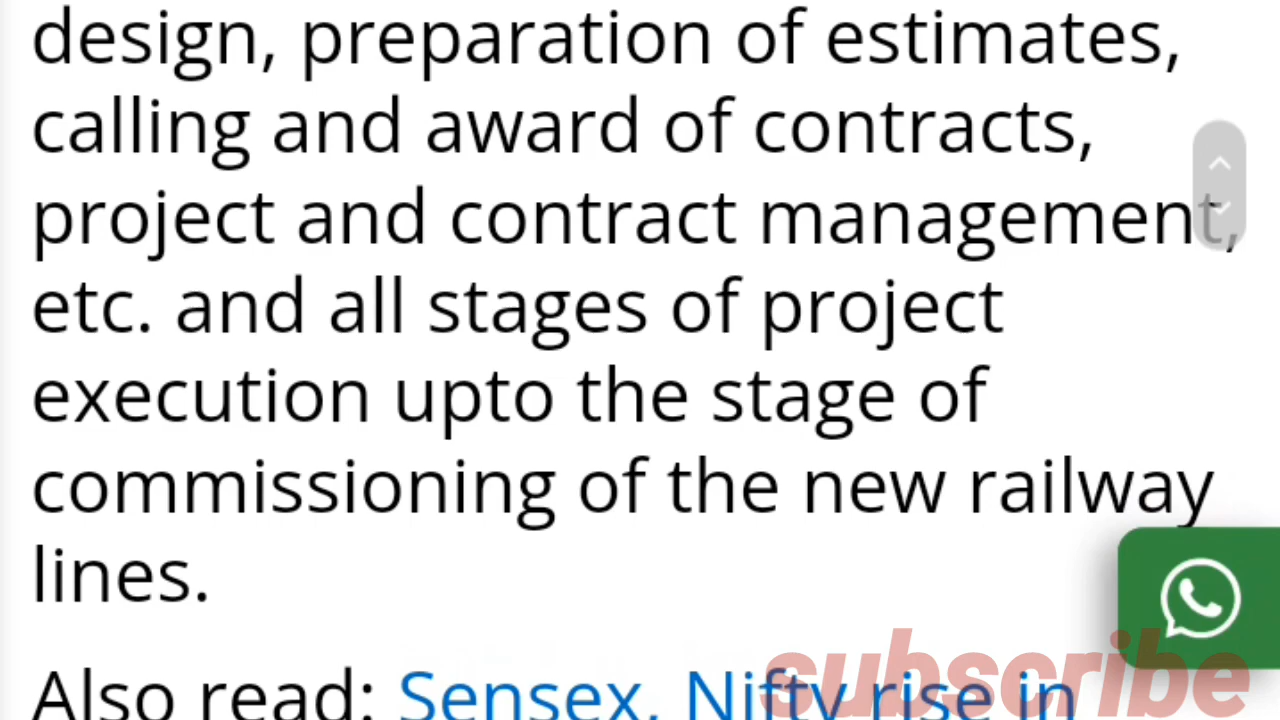 design, preparation of estimates,
calling and award of contracts,
project and contract management,
etc. and all stages of project
execution upto the stage of
commissioning of the new railway
lines.
Also read: Sensex, Nifty rise in
subscribe